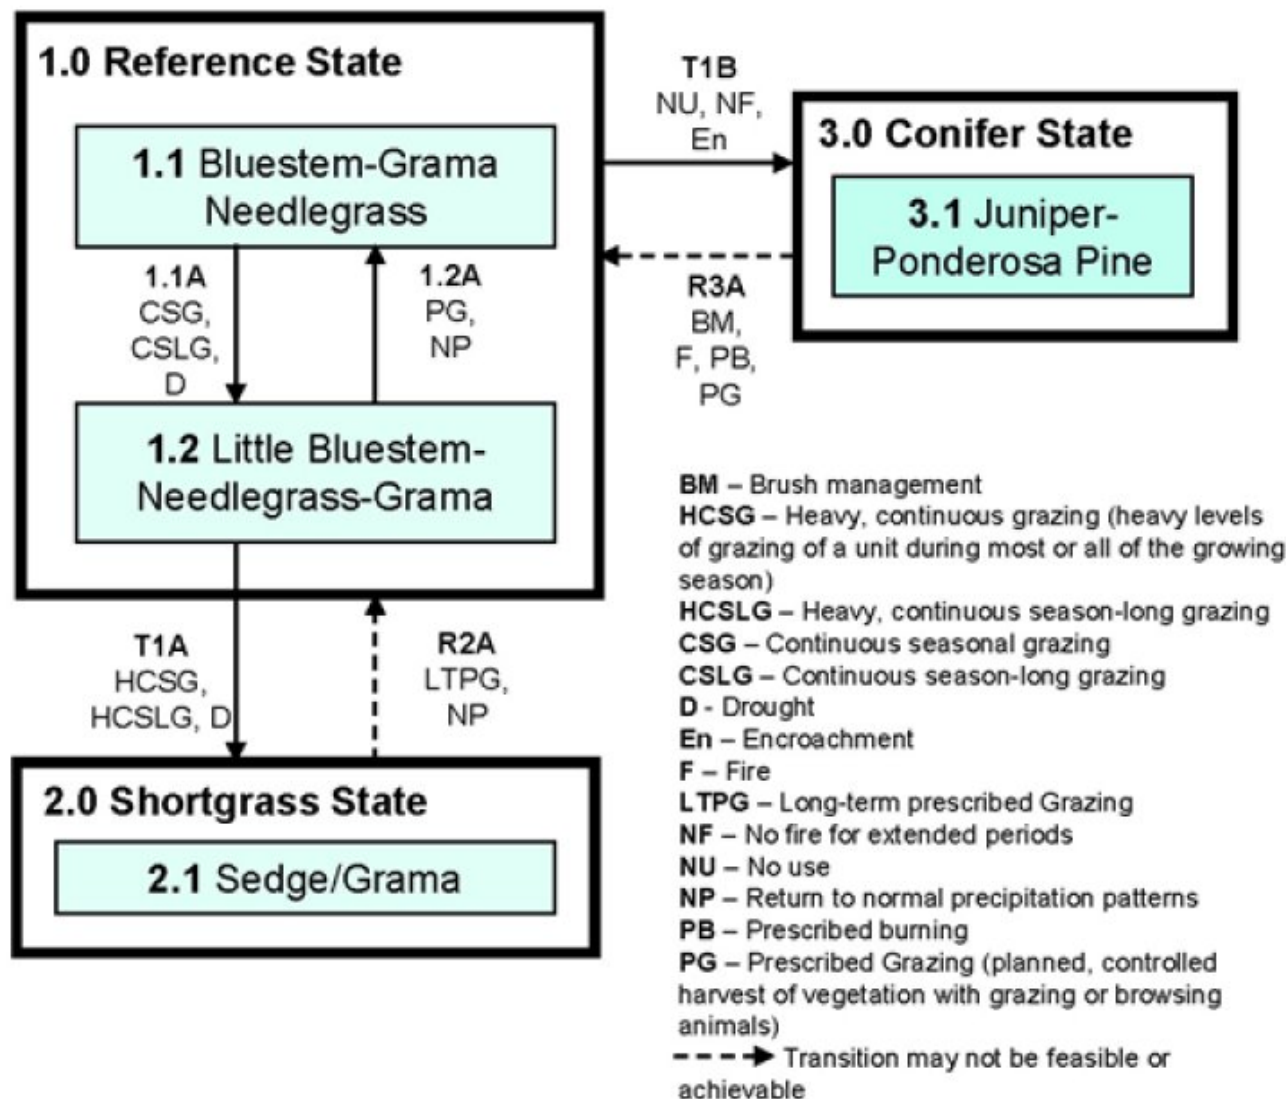 1.0 Reference State
1.1 Bluestem-Grama
Needlegrass
1.1A
CSG,
CSLG,
D
1.2A
PG,
NP
1.2 Little Bluestem-
Needlegrass-Grama
T1B
NU, NF,
En
3.0 Conifer State
3.1 Juniper-
Ponderosa Pine
R3A
BM,
F, PB,
PG
T1A
HCSG,
HCSLG, D
R2A
LTPG,
NP
2.0 Shortgrass State
2.1 Sedge/Grama
BM – Brush management
HCSG – Heavy, continuous grazing (heavy levels
of grazing of a unit during most or all of the growing
season)
HCSLG – Heavy, continuous season-long grazing
CSG – Continuous seasonal grazing
CSLG – Continuous season-long grazing
D - Drought
En – Encroachment
F – Fire
LTPG – Long-term prescribed Grazing
NF – No fire for extended periods
NU – No use
NP – Return to normal precipitation patterns
PB – Prescribed burning
PG – Prescribed Grazing (planned, controlled
harvest of vegetation with grazing or browsing
animals)
Transition may not be feasible or
achievable